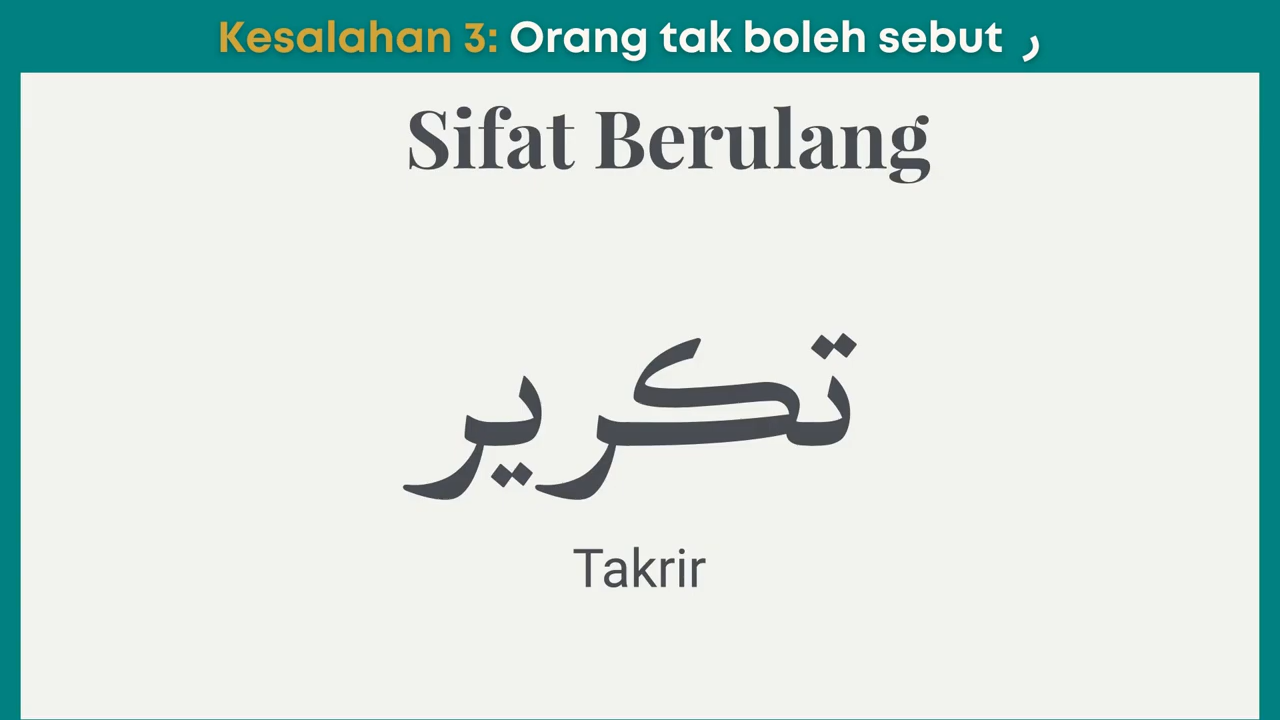 Kesalahan 3: Orang tak boleh sebut ر
Sifat Berulang
تكرير
Takrir